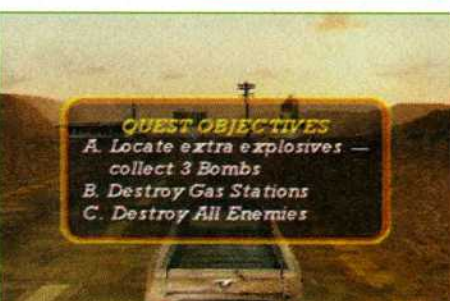 QUEST OBJECTIVES
A. Locate extra explosives —
collect 3 Bombs
B. Destroy Gas Stations
C. Destroy All Enemies